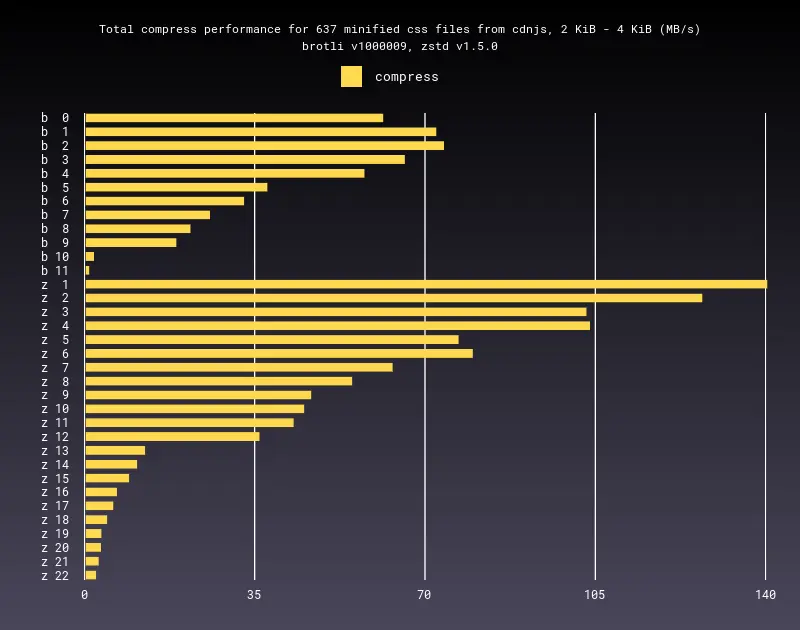 Total compress performance for 637 minified css files from cdnjs, 2 KiB - 4 KiB (MB/s)
brotli v1000009, zstd v1.5.0
compress
b 0
b 1
b 2
b 3
b 4
b 5
b 6
b 7
b 8
b 9
b 10
b 11
z 1
z 2
z 3
z 4
z 5
z 6
z 7
z 8
z 9
z 10
z 11
z 12
z 13
z 14
z 15
z 16
z 17
z 18
z 19
z 20
z 21
z 22
0 35 70 105 140